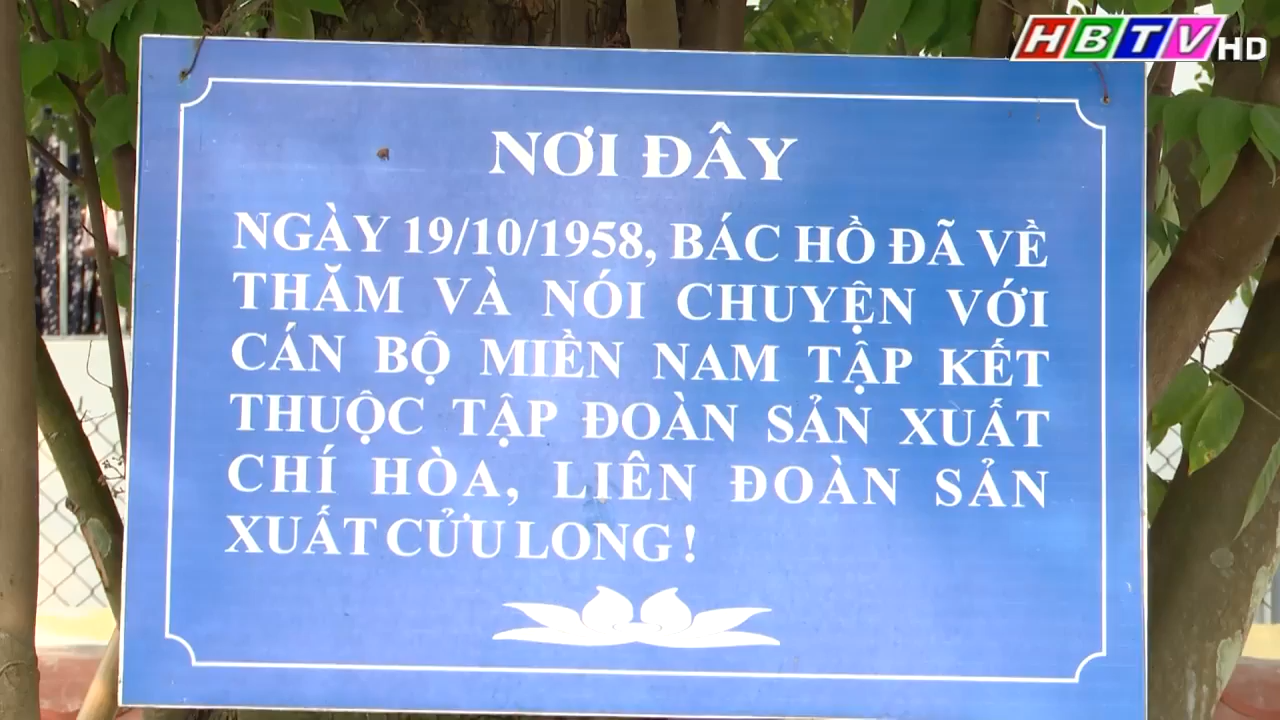 HBTV HD
NƠI ĐÂY
NGÀY 19/10/1958, BÁC HỒ ĐÃ VỀ
THĂM VÀ NÓI CHUYỆN VỚI
CÁN BỘ MIỀN NAM TẬP KẾT
THUỘC TẬP ĐOÀN SẢN XUẤT
CHÍ HÒA, LIÊN ĐOÀN SẢN
XUẤT CỬU LONG !